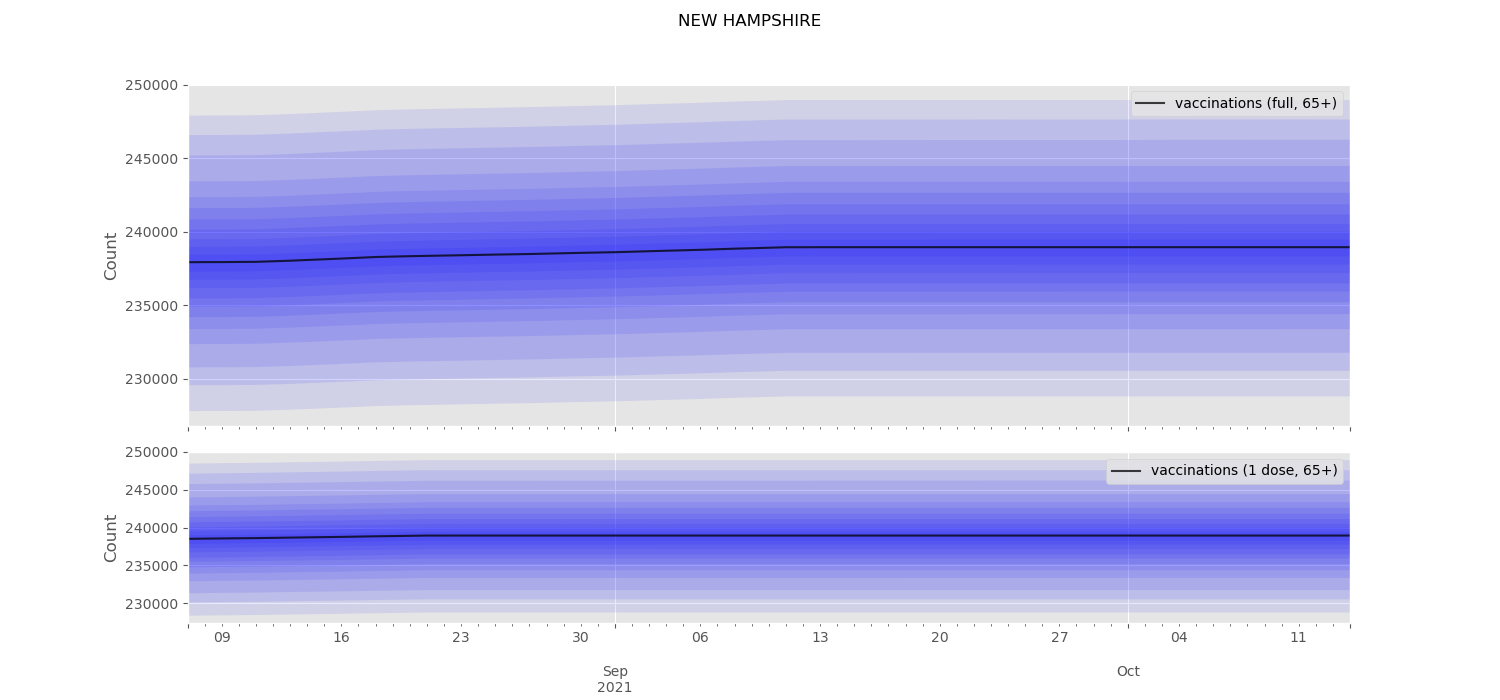 NEW HAMPSHIRE
250000
vaccinations (full, 65+)
245000
240000
Count
235000
230000
250000
vaccinations (1 dose, 65+)
245000
240000
Count
235000
230000
09 16 23 30 06 13 20 27 04 11
Sep Oct
2021